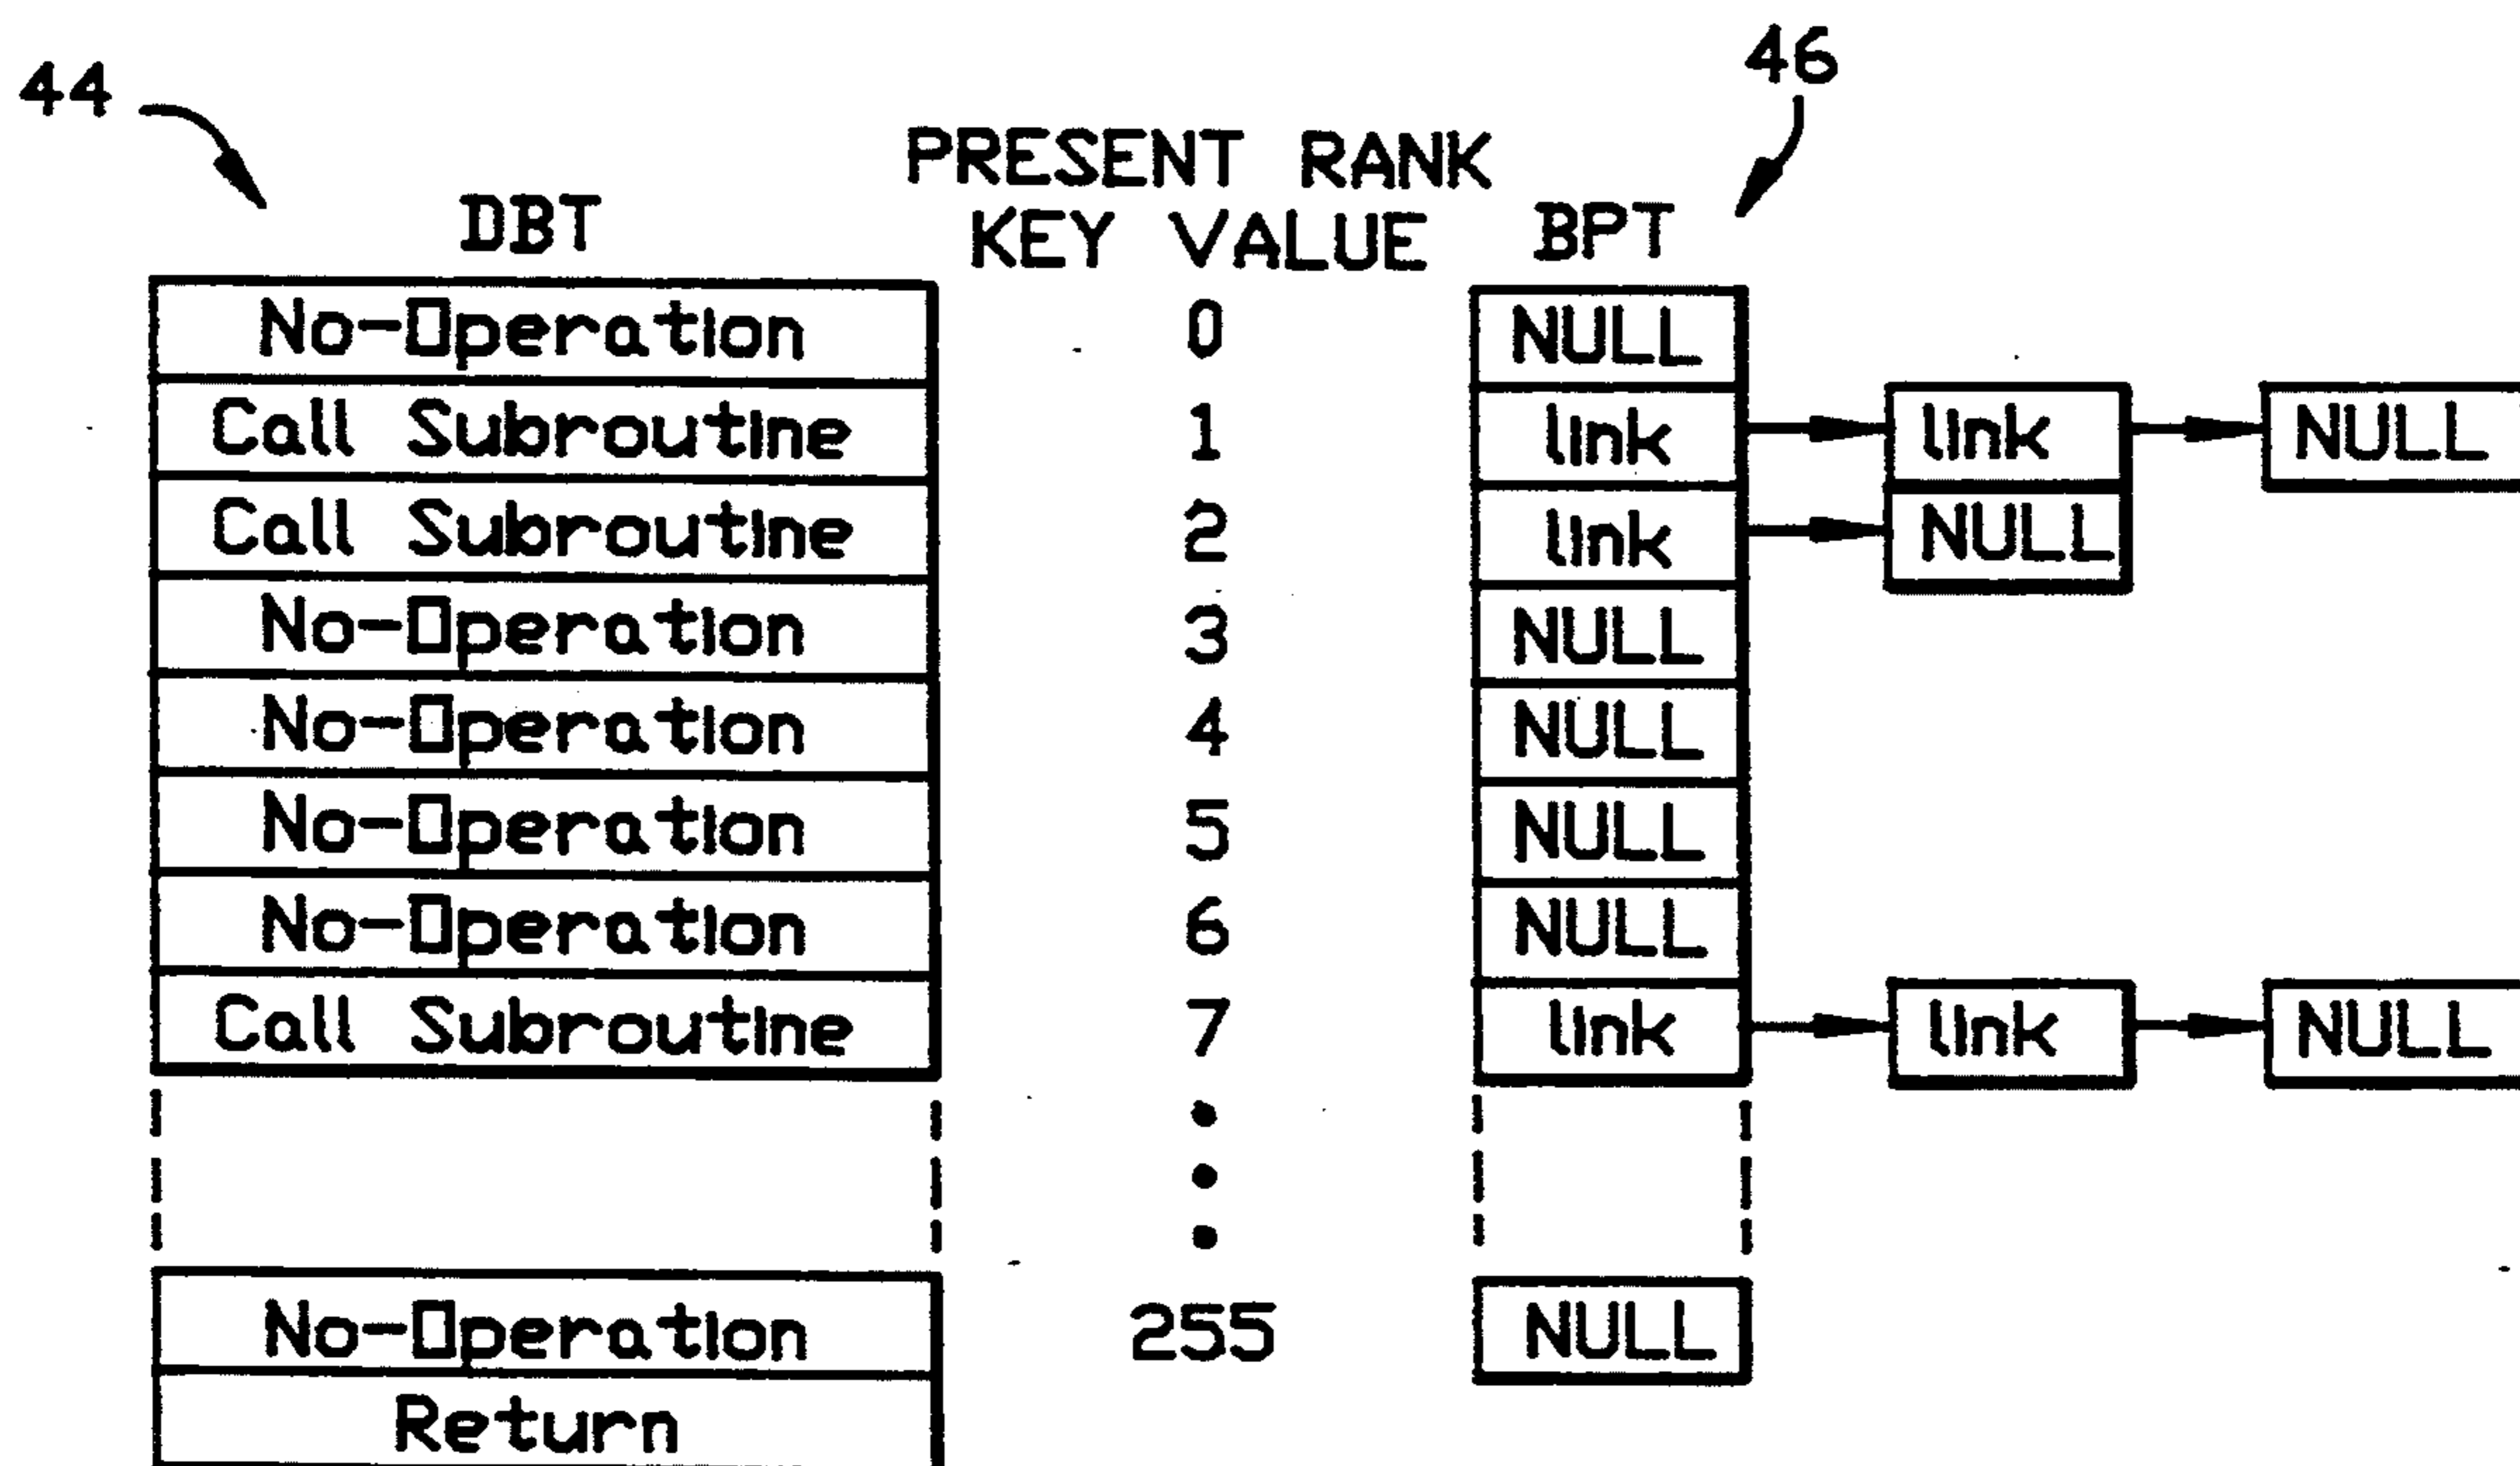 44
46
PRESENT RANK
KEY VALUE
DBT
BPT
No-Operation 0 NULL
Call Subroutine 1 link link NULL
Call Subroutine 2 link NULL
No-Operation 3 NULL
No-Operation 4 NULL
No-Operation 5 NULL
No-Operation 6 NULL
Call Subroutine 7 link link NULL
No-Operation 255 NULL
Return